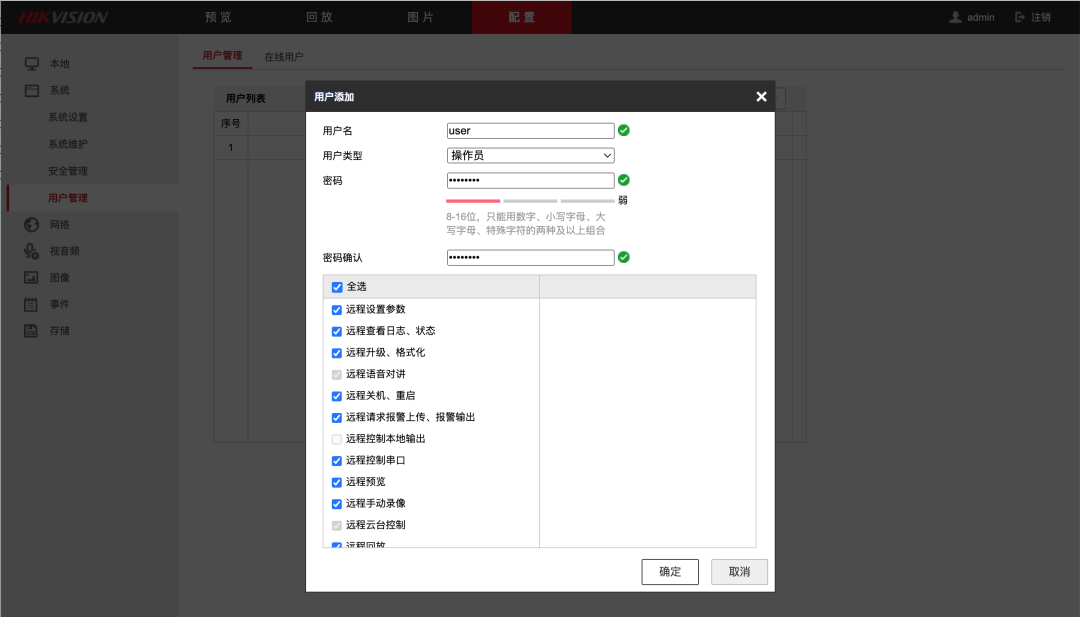 HIKVISION
预览
回放
图片
配置
admin
注销
本地
系统
系统设置
系统维护
安全管理
用户管理
网络
视音频
图像
事件
存储
用户管理
在线用户
用户列表
序号
1
用户添加
用户名
user
用户类型
操作员
密码
••••••••
弱
8-16位，只能用数字、小写字母、大
写字母、特殊字符的两种及以上组合
密码确认
••••••••
全选
远程设置参数
远程查看日志、状态
远程升级、格式化
远程语音对讲
远程关机、重启
远程请求报警上传、报警输出
远程控制本地输出
远程控制串口
远程预览
远程手动录像
远程云台控制
远程回放
确定
取消